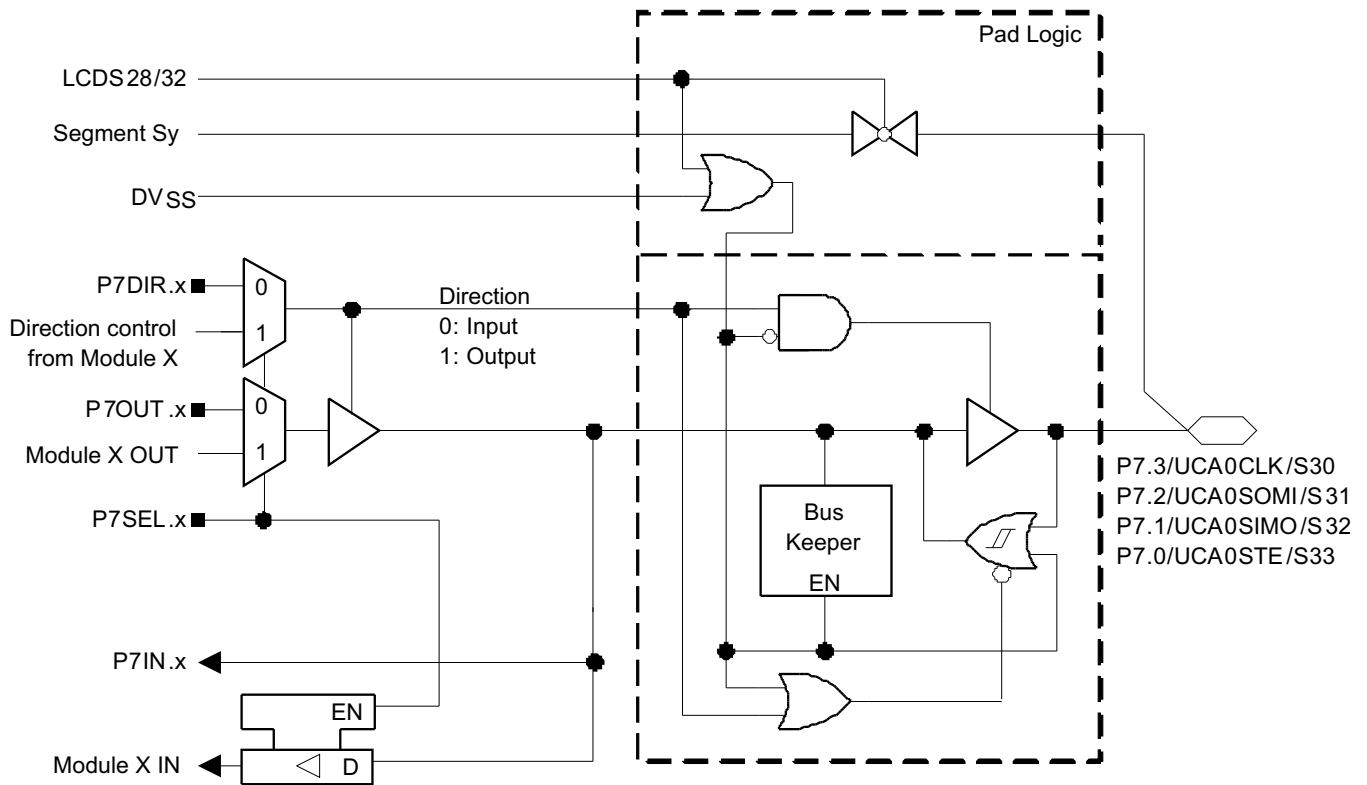 Pad Logic
LCDS28/32
Segment Sy
DVSS
P7DIR.x
0
Direction control
from Module X
1
Direction
0: Input
1: Output
P7OUT.x
0
Module X OUT
1
P7SEL.x
Bus
Keeper
EN
P7.3/UCA0CLK/S30
P7.2/UCA0SOMI/S31
P7.1/UCA0SIMO/S32
P7.0/UCA0STE/S33
P7IN.x
EN
Module X IN
D